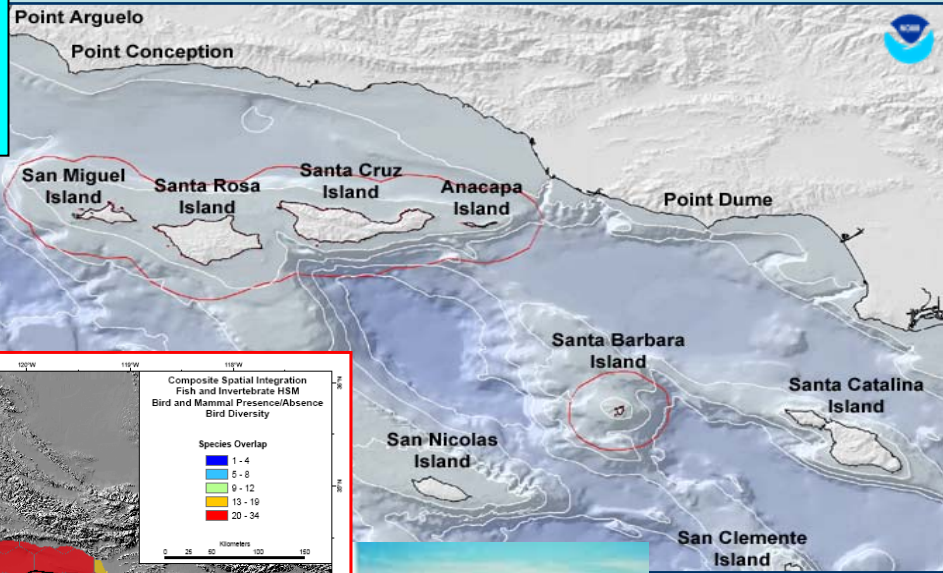 Point Arguelo
Point Conception
NOAA
San Miguel
Island
Santa Rosa
Island
Santa Cruz
Island
Anacapa
Island
Point Dume
Santa Barbara
Island
Santa Catalina
Island
San Nicolas
Island
San Clemente
Island
120°W
119°W
118°W
Composite Spatial Integration
Fish and Invertebrate HSM
Bird and Mammal Presence/Absence
Bird Diversity
Species Overlap
1 - 4
5 - 8
9 - 12
13 - 19
20 - 34
Kilometers
0 25 50 100 150